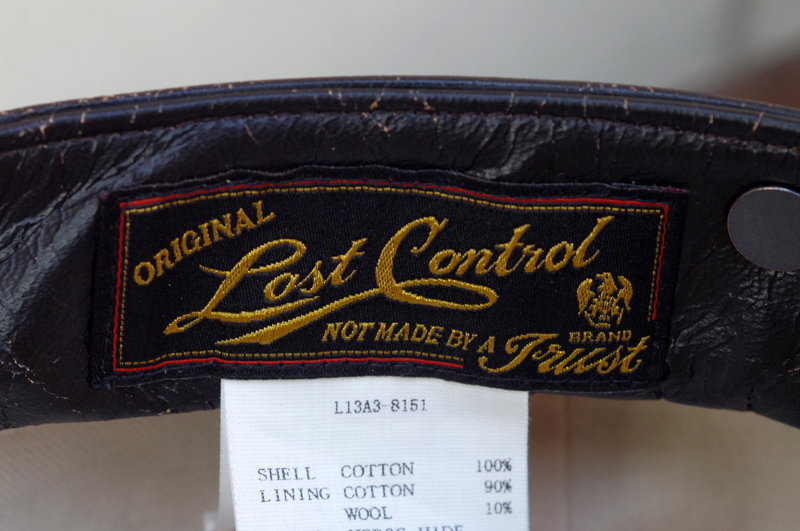 ORIGINAL
Lost Control
NOT MADE BY A Trust
BRAND
L13A3-8151
SHELL COTTON 100%
LINING COTTON 90%
WOOL 10%